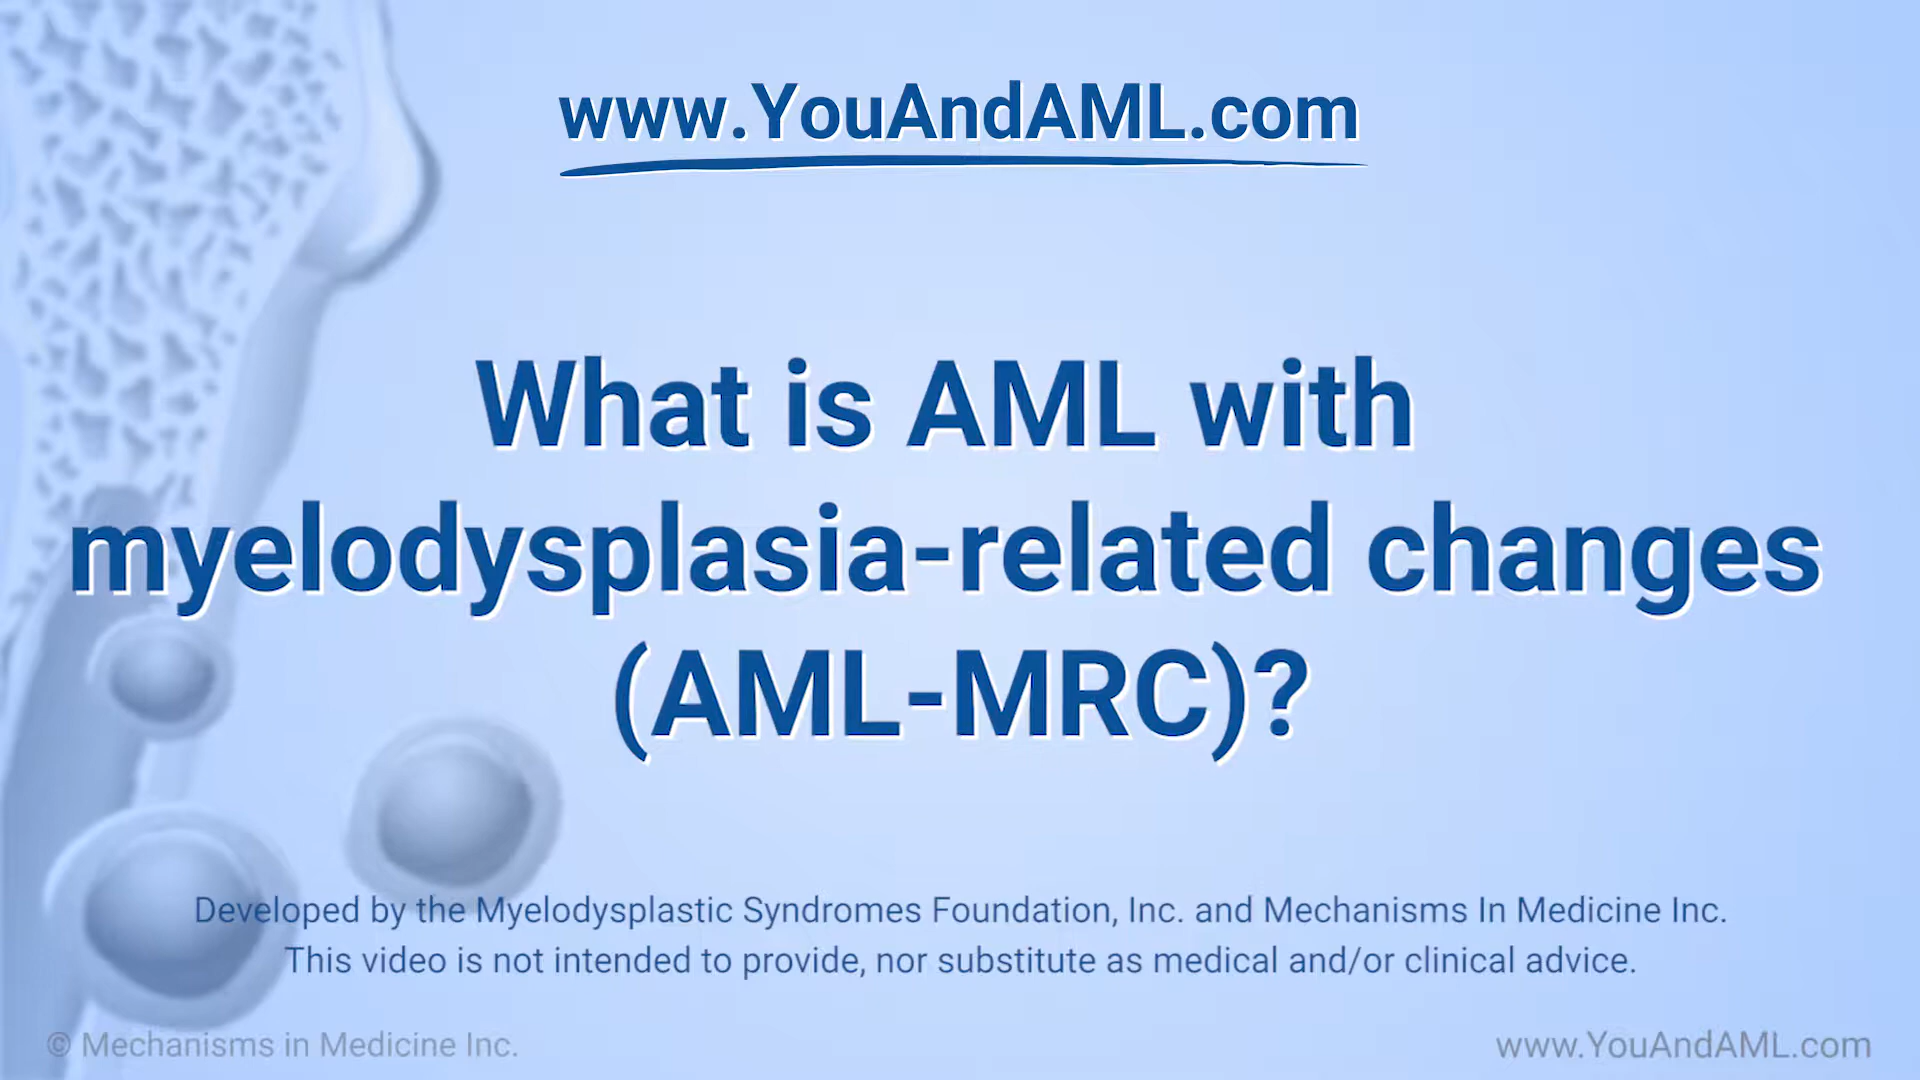 www.YouAndAML.com
What is AML with
myelodysplasia-related changes
(AML-MRC)?
Developed by the Myelodysplastic Syndromes Foundation, Inc. and Mechanisms In Medicine Inc.
This video is not intended to provide, nor substitute as medical and/or clinical advice.
© Mechanisms in Medicine Inc.
www.YouAndAML.com